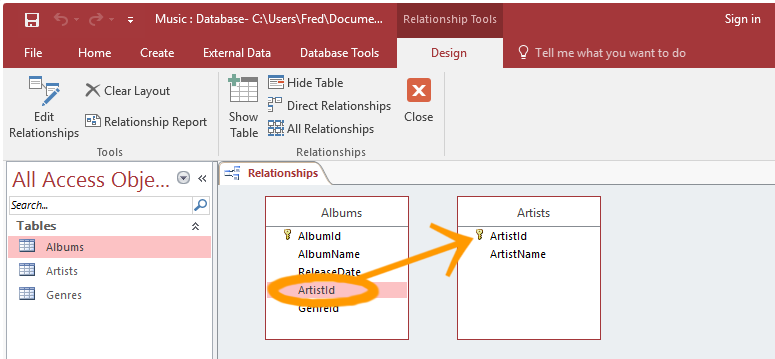 Music : Database- C:\Users\Fred\Docume...
Relationship Tools
Sign in
File
Home
Create
External Data
Database Tools
Design
Tell me what you want to do
Edit
Relationships
Clear Layout
Relationship Report
Tools
Show
Table
Hide Table
Direct Relationships
All Relationships
Relationships
Close
All Access Obje...
Search...
Tables
Albums
Artists
Genres
Relationships
Albums
AlbumId
AlbumName
ReleaseDate
ArtistId
GenreId
Artists
ArtistId
ArtistName